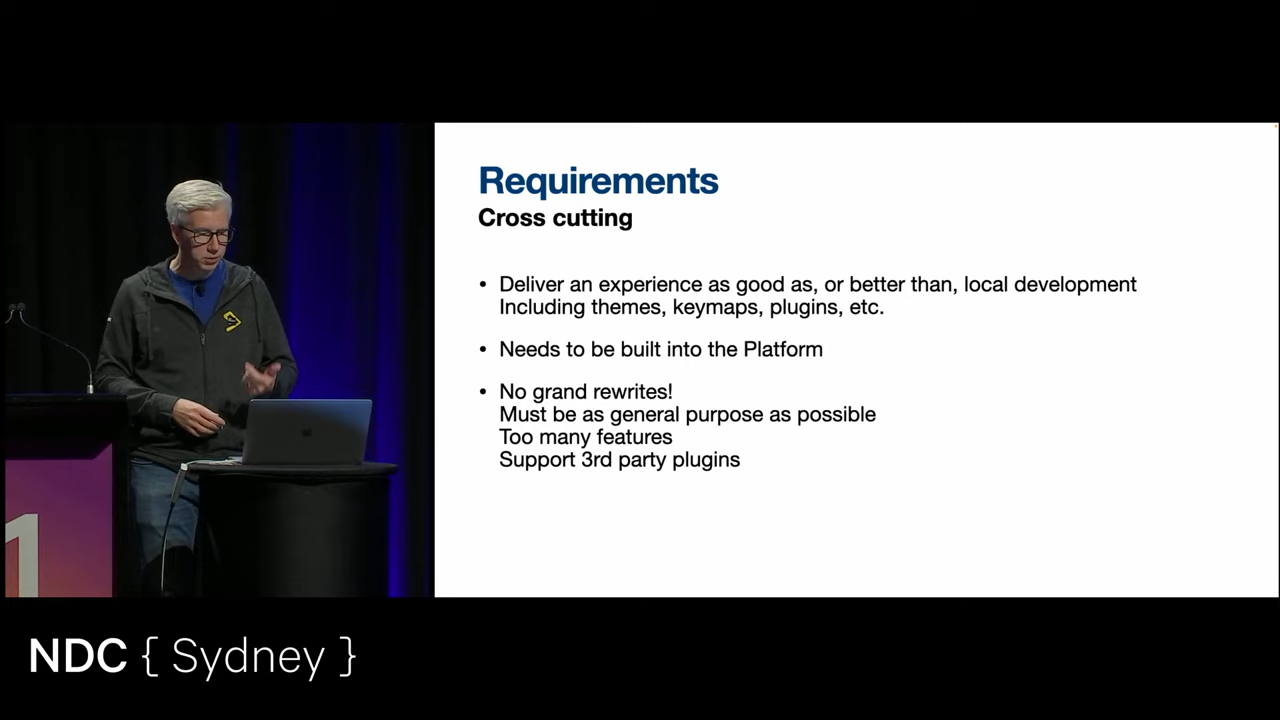 Requirements
Cross cutting
• Deliver an experience as good as, or better than, local development
Including themes, keymaps, plugins, etc.
• Needs to be built into the Platform
• No grand rewrites!
Must be as general purpose as possible
Too many features
Support 3rd party plugins
1
NDC { Sydney }